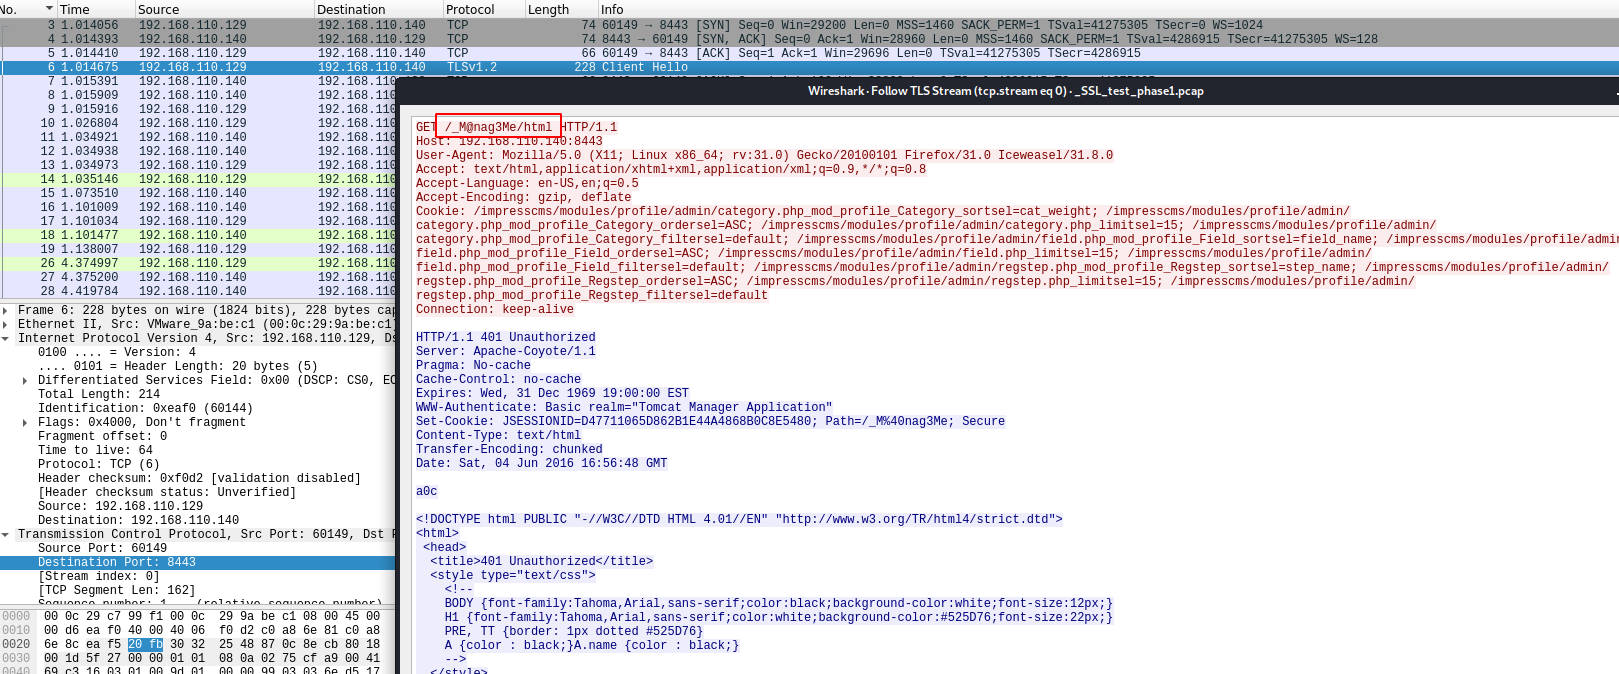 No. Time Source Destination Protocol Length Info
3 1.014056 192.168.110.129 192.168.110.140 TCP 74 60149 → 8443 [SYN] Seq=0 Win=29200 Len=0 MSS=1460 SACK_PERM=1 TSval=41275305 TSecr=0 WS=1024
4 1.014393 192.168.110.140 192.168.110.129 TCP 74 8443 → 60149 [SYN, ACK] Seq=0 Ack=1 Win=28960 Len=0 MSS=1460 SACK_PERM=1 TSval=4286915 TSecr=41275305 WS=128
5 1.014410 192.168.110.129 192.168.110.140 TCP 66 60149 → 8443 [ACK] Seq=1 Ack=1 Win=29696 Len=0 TSval=41275305 TSecr=4286915
6 1.014675 192.168.110.129 192.168.110.140 TLSv1.2 228 Client Hello
7 1.015391 192.168.110.140
8 1.015909 192.168.110.140 192.168.110
9 1.015916 192.168.110.129 192.168.110
10 1.026804 192.168.110.129 192.168.110
11 1.034921 192.168.110.140 192.168.110
12 1.034938 192.168.110.140 192.168.110
13 1.034973 192.168.110.129 192.168.110
14 1.035146 192.168.110.129 192.168.110
15 1.073510 192.168.110.140 192.168.110
16 1.101009 192.168.110.140 192.168.110
17 1.101034 192.168.110.129 192.168.110
18 1.101477 192.168.110.140 192.168.110
19 1.138007 192.168.110.129 192.168.110
26 4.374997 192.168.110.129 192.168.110
27 4.375200 192.168.110.140 192.168.110
28 4.419784 192.168.110.140 192.168.110
Frame 6: 228 bytes on wire (1824 bits), 228 bytes cap
Ethernet II, Src: VMware_9a:be:c1 (00:0c:29:9a:be:c1)
Internet Protocol Version 4, Src: 192.168.110.129, Ds
0100 .... = Version: 4
.... 0101 = Header Length: 20 bytes (5)
Differentiated Services Field: 0x00 (DSCP: CS0, EC
Total Length: 214
Identification: 0xeaf0 (60144)
Flags: 0x4000, Don't fragment
Fragment offset: 0
Time to live: 64
Protocol: TCP (6)
Header checksum: 0xf0d2 [validation disabled]
[Header checksum status: Unverified]
Source: 192.168.110.129
Destination: 192.168.110.140
Transmission Control Protocol, Src Port: 60149, Dst P
Source Port: 60149
Destination Port: 8443
[Stream index: 0]
[TCP Segment Len: 162]
Sequence number: 1 (relative sequence number)
0000 00 0c 29 c7 99 f1 00 0c 29 9a be c1 08 00 45 00
0010 00 d6 ea f0 40 00 40 06 f0 d2 c0 a8 6e 81 c0 a8
0020 6e 8c ea f5 20 fb 30 32 25 48 87 0c 8e cb 80 18
0030 00 1d 5f 27 00 00 01 01 08 0a 02 75 cf a9 00 41
0040 69 c3 16 03 01 00 9d 01 00 00 99 03 03 6e d5 17
Wireshark · Follow TLS Stream (tcp.stream eq 0) · _SSL_test_phase1.pcap
GET /_M@nag3Me/html HTTP/1.1
Host: 192.168.110.140:8443
User-Agent: Mozilla/5.0 (X11; Linux x86_64; rv:31.0) Gecko/20100101 Firefox/31.0 Iceweasel/31.8.0
Accept: text/html,application/xhtml+xml,application/xml;q=0.9,*/*;q=0.8
Accept-Language: en-US,en;q=0.5
Accept-Encoding: gzip, deflate
Cookie: /impresscms/modules/profile/admin/category.php_mod_profile_Category_sortsel=cat_weight; /impresscms/modules/profile/admin/
category.php_mod_profile_Category_ordersel=ASC; /impresscms/modules/profile/admin/category.php_limitsel=15; /impresscms/modules/profile/admin/
category.php_mod_profile_Category_filtersel=default; /impresscms/modules/profile/admin/field.php_mod_profile_Field_sortsel=field_name; /impresscms/modules/profile/admin
field.php_mod_profile_Field_ordersel=ASC; /impresscms/modules/profile/admin/field.php_limitsel=15; /impresscms/modules/profile/admin/
field.php_mod_profile_Field_filtersel=default; /impresscms/modules/profile/admin/regstep.php_mod_profile_Regstep_sortsel=step_name; /impresscms/modules/profile/admin/
regstep.php_mod_profile_Regstep_ordersel=ASC; /impresscms/modules/profile/admin/regstep.php_limitsel=15; /impresscms/modules/profile/admin/
regstep.php_mod_profile_Regstep_filtersel=default
Connection: keep-alive
HTTP/1.1 401 Unauthorized
Server: Apache-Coyote/1.1
Pragma: No-cache
Cache-Control: no-cache
Expires: Wed, 31 Dec 1969 19:00:00 EST
WWW-Authenticate: Basic realm="Tomcat Manager Application"
Set-Cookie: JSESSIONID=D47711065D862B1E44A4868B0C8E5480; Path=/_M%40nag3Me; Secure
Content-Type: text/html
Transfer-Encoding: chunked
Date: Sat, 04 Jun 2016 16:56:48 GMT
a0c
<!DOCTYPE html PUBLIC "-//W3C//DTD HTML 4.01//EN" "http://www.w3.org/TR/html4/strict.dtd">
<html>
<head>
<title>401 Unauthorized</title>
<style type="text/css">
<!--
BODY {font-family:Tahoma,Arial,sans-serif;color:black;background-color:white;font-size:12px;}
H1 {font-family:Tahoma,Arial,sans-serif;color:white;background-color:#525D76;font-size:22px;}
PRE, TT {border: 1px dotted #525D76}
A {color : black;}A.name {color : black;}
-->
</style>